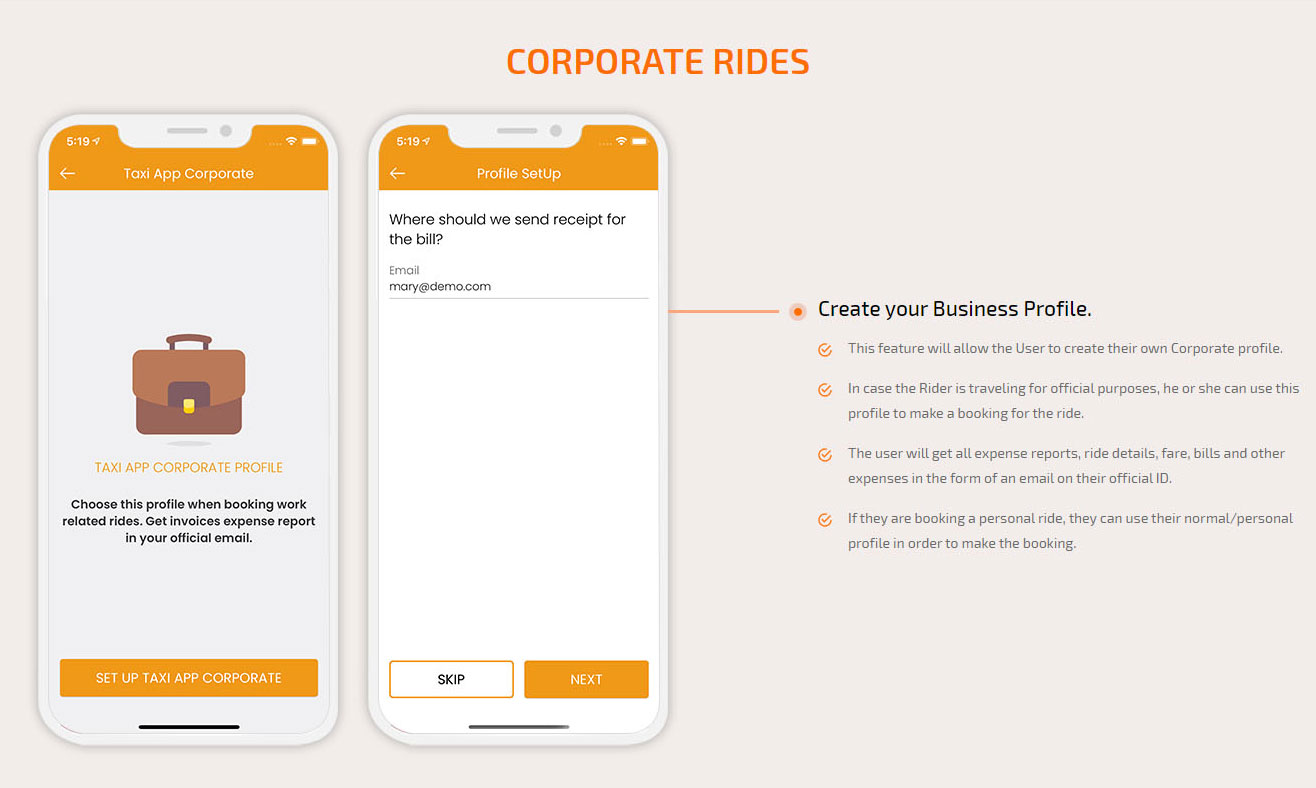 CORPORATE RIDES
5:19
Taxi App Corporate
TAXI APP CORPORATE PROFILE
Choose this profile when booking work
related rides. Get invoices expense report
in your official email.
SET UP TAXI APP CORPORATE
5:19
Profile SetUp
Where should we send receipt for
the bill?
Email
mary@demo.com
SKIP
NEXT
Create your Business Profile.
This feature will allow the User to create their own Corporate profile.
In case the Rider is traveling for official purposes, he or she can use this
profile to make a booking for the ride.
The user will get all expense reports, ride details, fare, bills and other
expenses in the form of an email on their official ID.
If they are booking a personal ride, they can use their normal/personal
profile in order to make the booking.